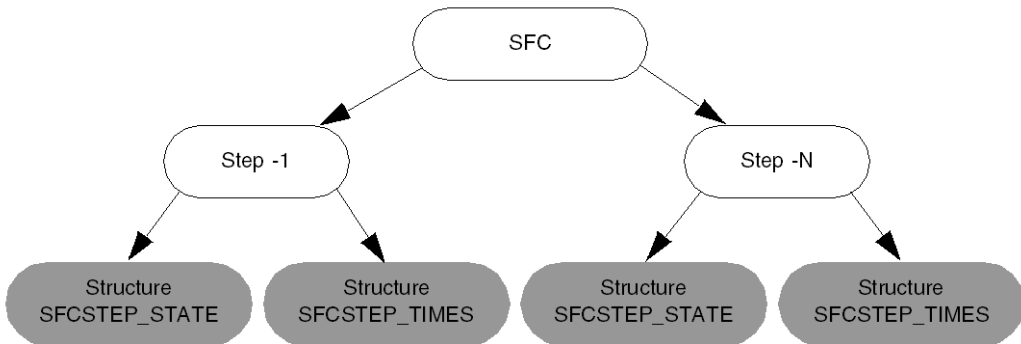 SFC
Step -1
Step -N
Structure
SFCSTEP_STATE
Structure
SFCSTEP_TIMES
Structure
SFCSTEP_STATE
Structure
SFCSTEP_TIMES